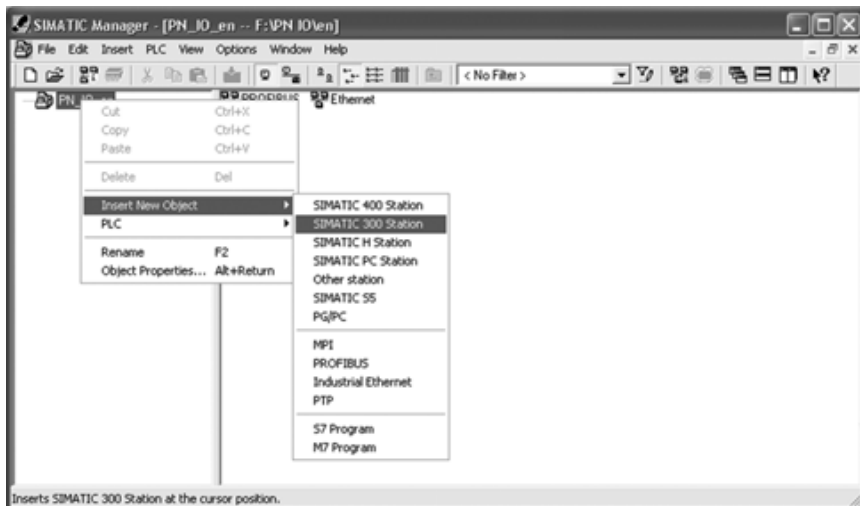 SIMATIC Manager - [PN_IO_en -- F:\PN IO\en]
File Edit Insert PLC View Options Window Help
< No Filter >
PN_IO
PROFIBUS
Ethernet
Cut Ctrl+X
Copy Ctrl+C
Paste Ctrl+V
Delete Del
Insert New Object
PLC
Rename F2
Object Properties... Alt+Return
SIMATIC 400 Station
SIMATIC 300 Station
SIMATIC H Station
SIMATIC PC Station
Other station
SIMATIC S5
PG/PC
MPI
PROFIBUS
Industrial Ethernet
PTP
S7 Program
M7 Program
Inserts SIMATIC 300 Station at the cursor position.